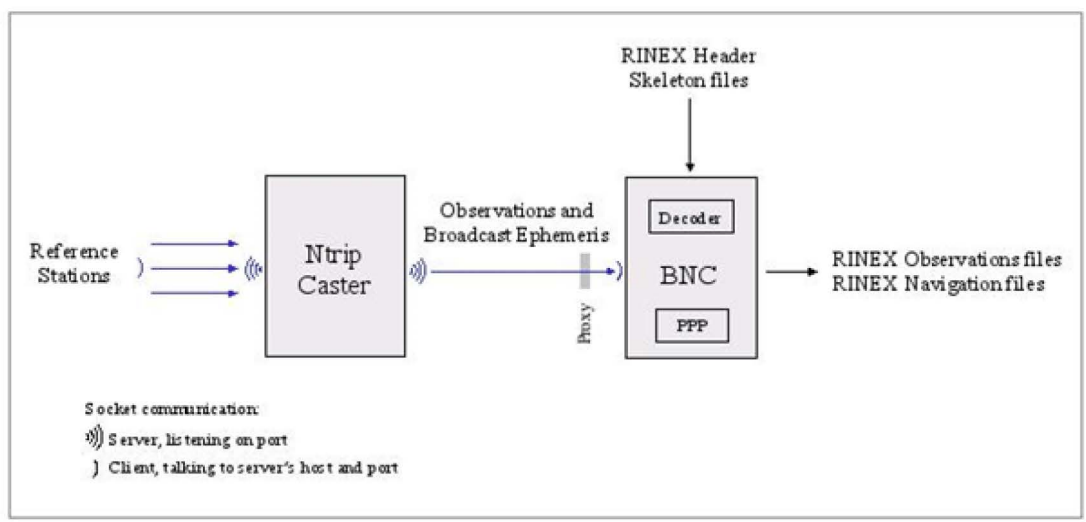 RINEX Header
Skeleton files
Reference
Stations
Ntrip
Caster
Observations and
Broadcast Ephemeris
Proxy
Decoder
BNC
PPP
RINEX Observations files
RINEX Navigation files
Socket communication:
Server, listening on port
Client, talking to server's host and port